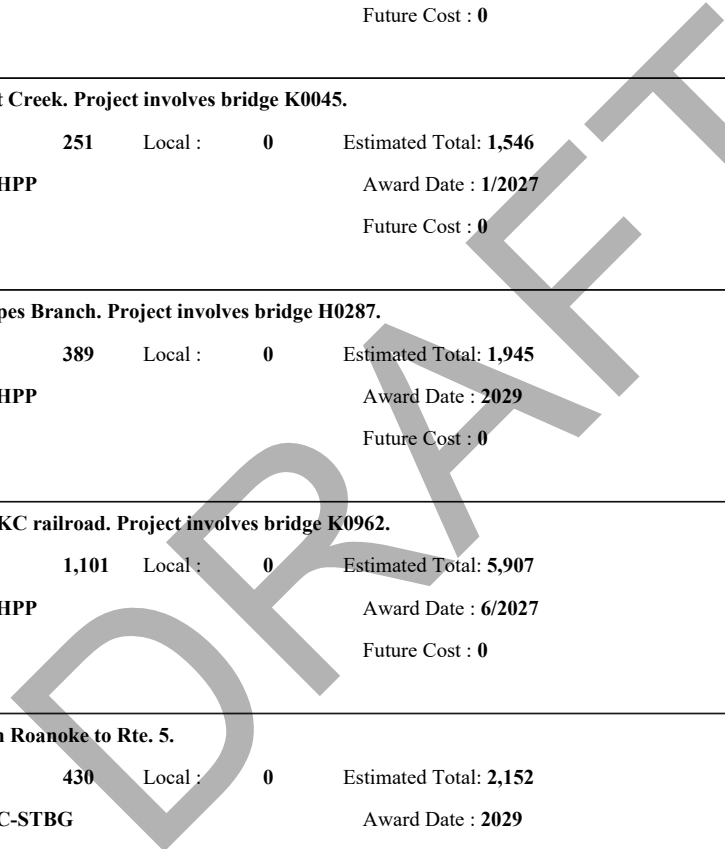 Future Cost : 0
t Creek. Project involves bridge K0045.
251 Local : 0 Estimated Total: 1,546
HPP Award Date : 1/2027
Future Cost : 0
pes Branch. Project involves bridge H0287.
389 Local : 0 Estimated Total: 1,945
HPP Award Date : 2029
Future Cost : 0
KC railroad. Project involves bridge K0962.
1,101 Local : 0 Estimated Total: 5,907
HPP Award Date : 6/2027
Future Cost : 0
n Roanoke to Rte. 5.
430 Local : 0 Estimated Total: 2,152
C-STBG Award Date : 2029
DRAFT